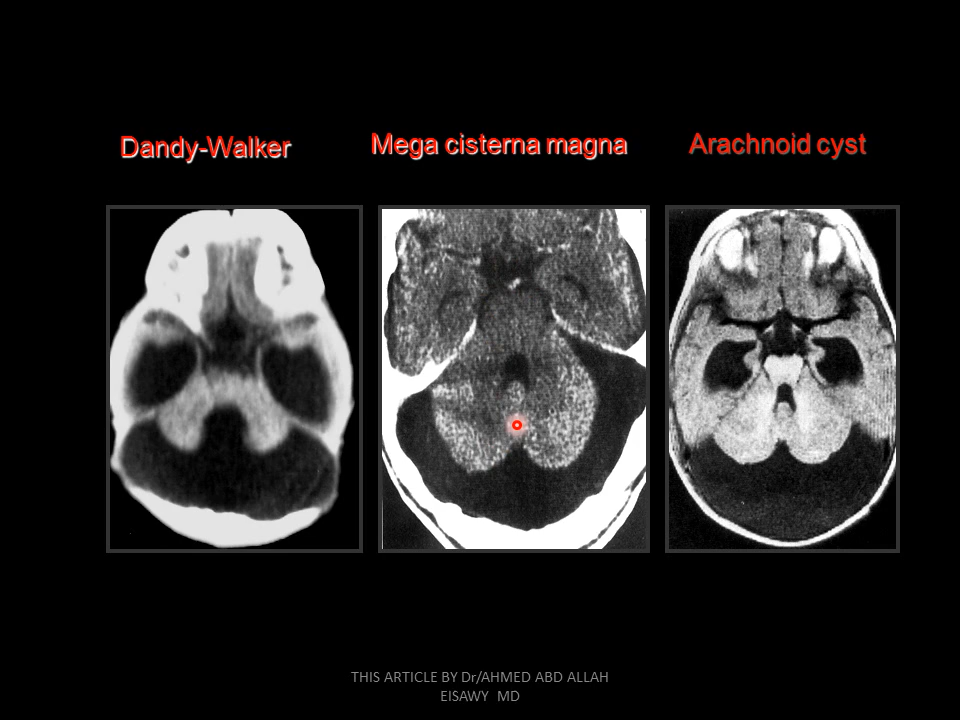 Dandy-Walker
Mega cisterna magna
Arachnoid cyst
THIS ARTICLE BY Dr/AHMED ABD ALLAH
EISAWY  MD